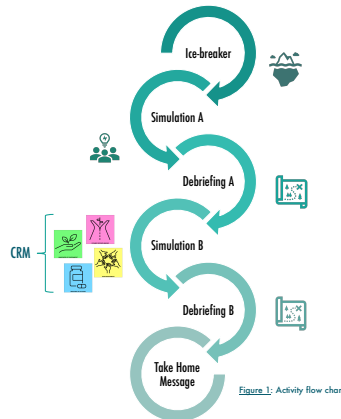 Ice-breaker
Simulation A
Debriefing A
CRM
Simulation B
Debriefing B
Take Home
Message
Figure 1: Activity flow char